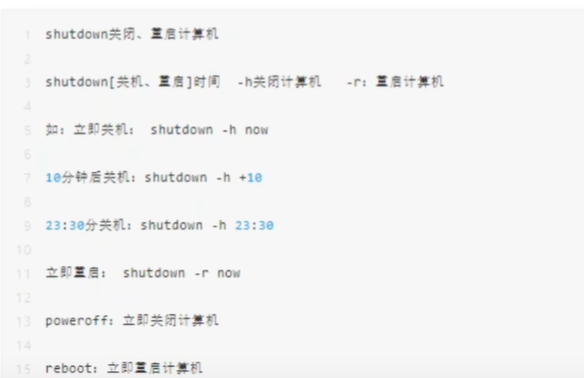 1 shutdown关闭、重启计算机
2
3 shutdown[关机、重启]时间 -h关闭计算机 -r：重启计算机
4
5 如：立即关机： shutdown -h now
6
7 10分钟后关机：shutdown -h +10
8
9 23:30分关机：shutdown -h 23:30
10
11 立即重启： shutdown -r now
12
13 poweroff：立即关闭计算机
14
15 reboot：立即重启计算机